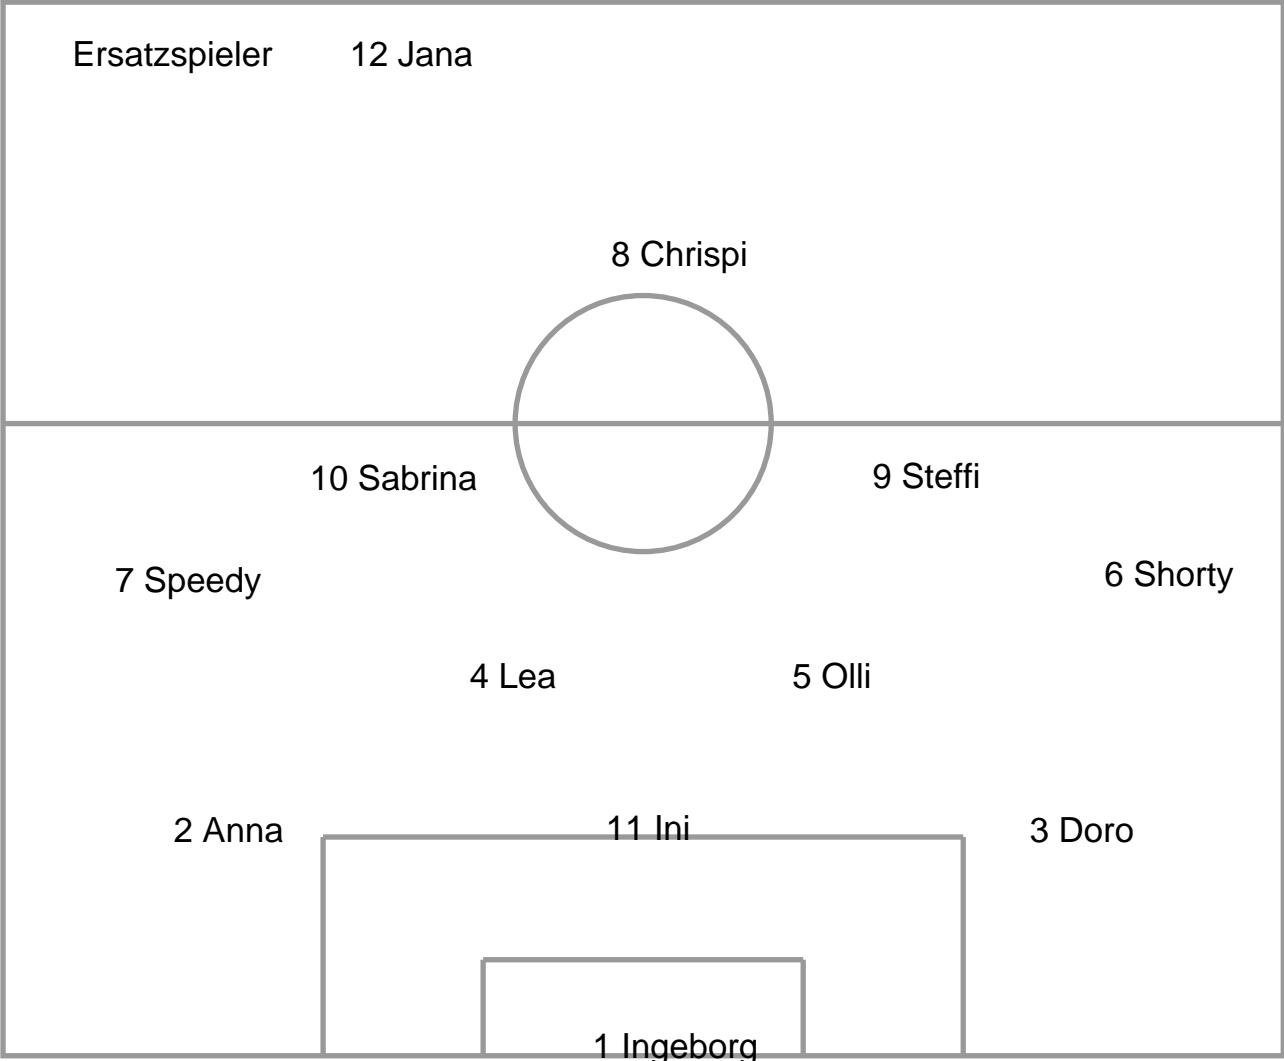 Ersatzspieler 12 Jana
8 Chrispi
10 Sabrina 9 Steffi
7 Speedy 6 Shorty
4 Lea 5 Olli
2 Anna 11 Ini 3 Doro
1 Ingeborg